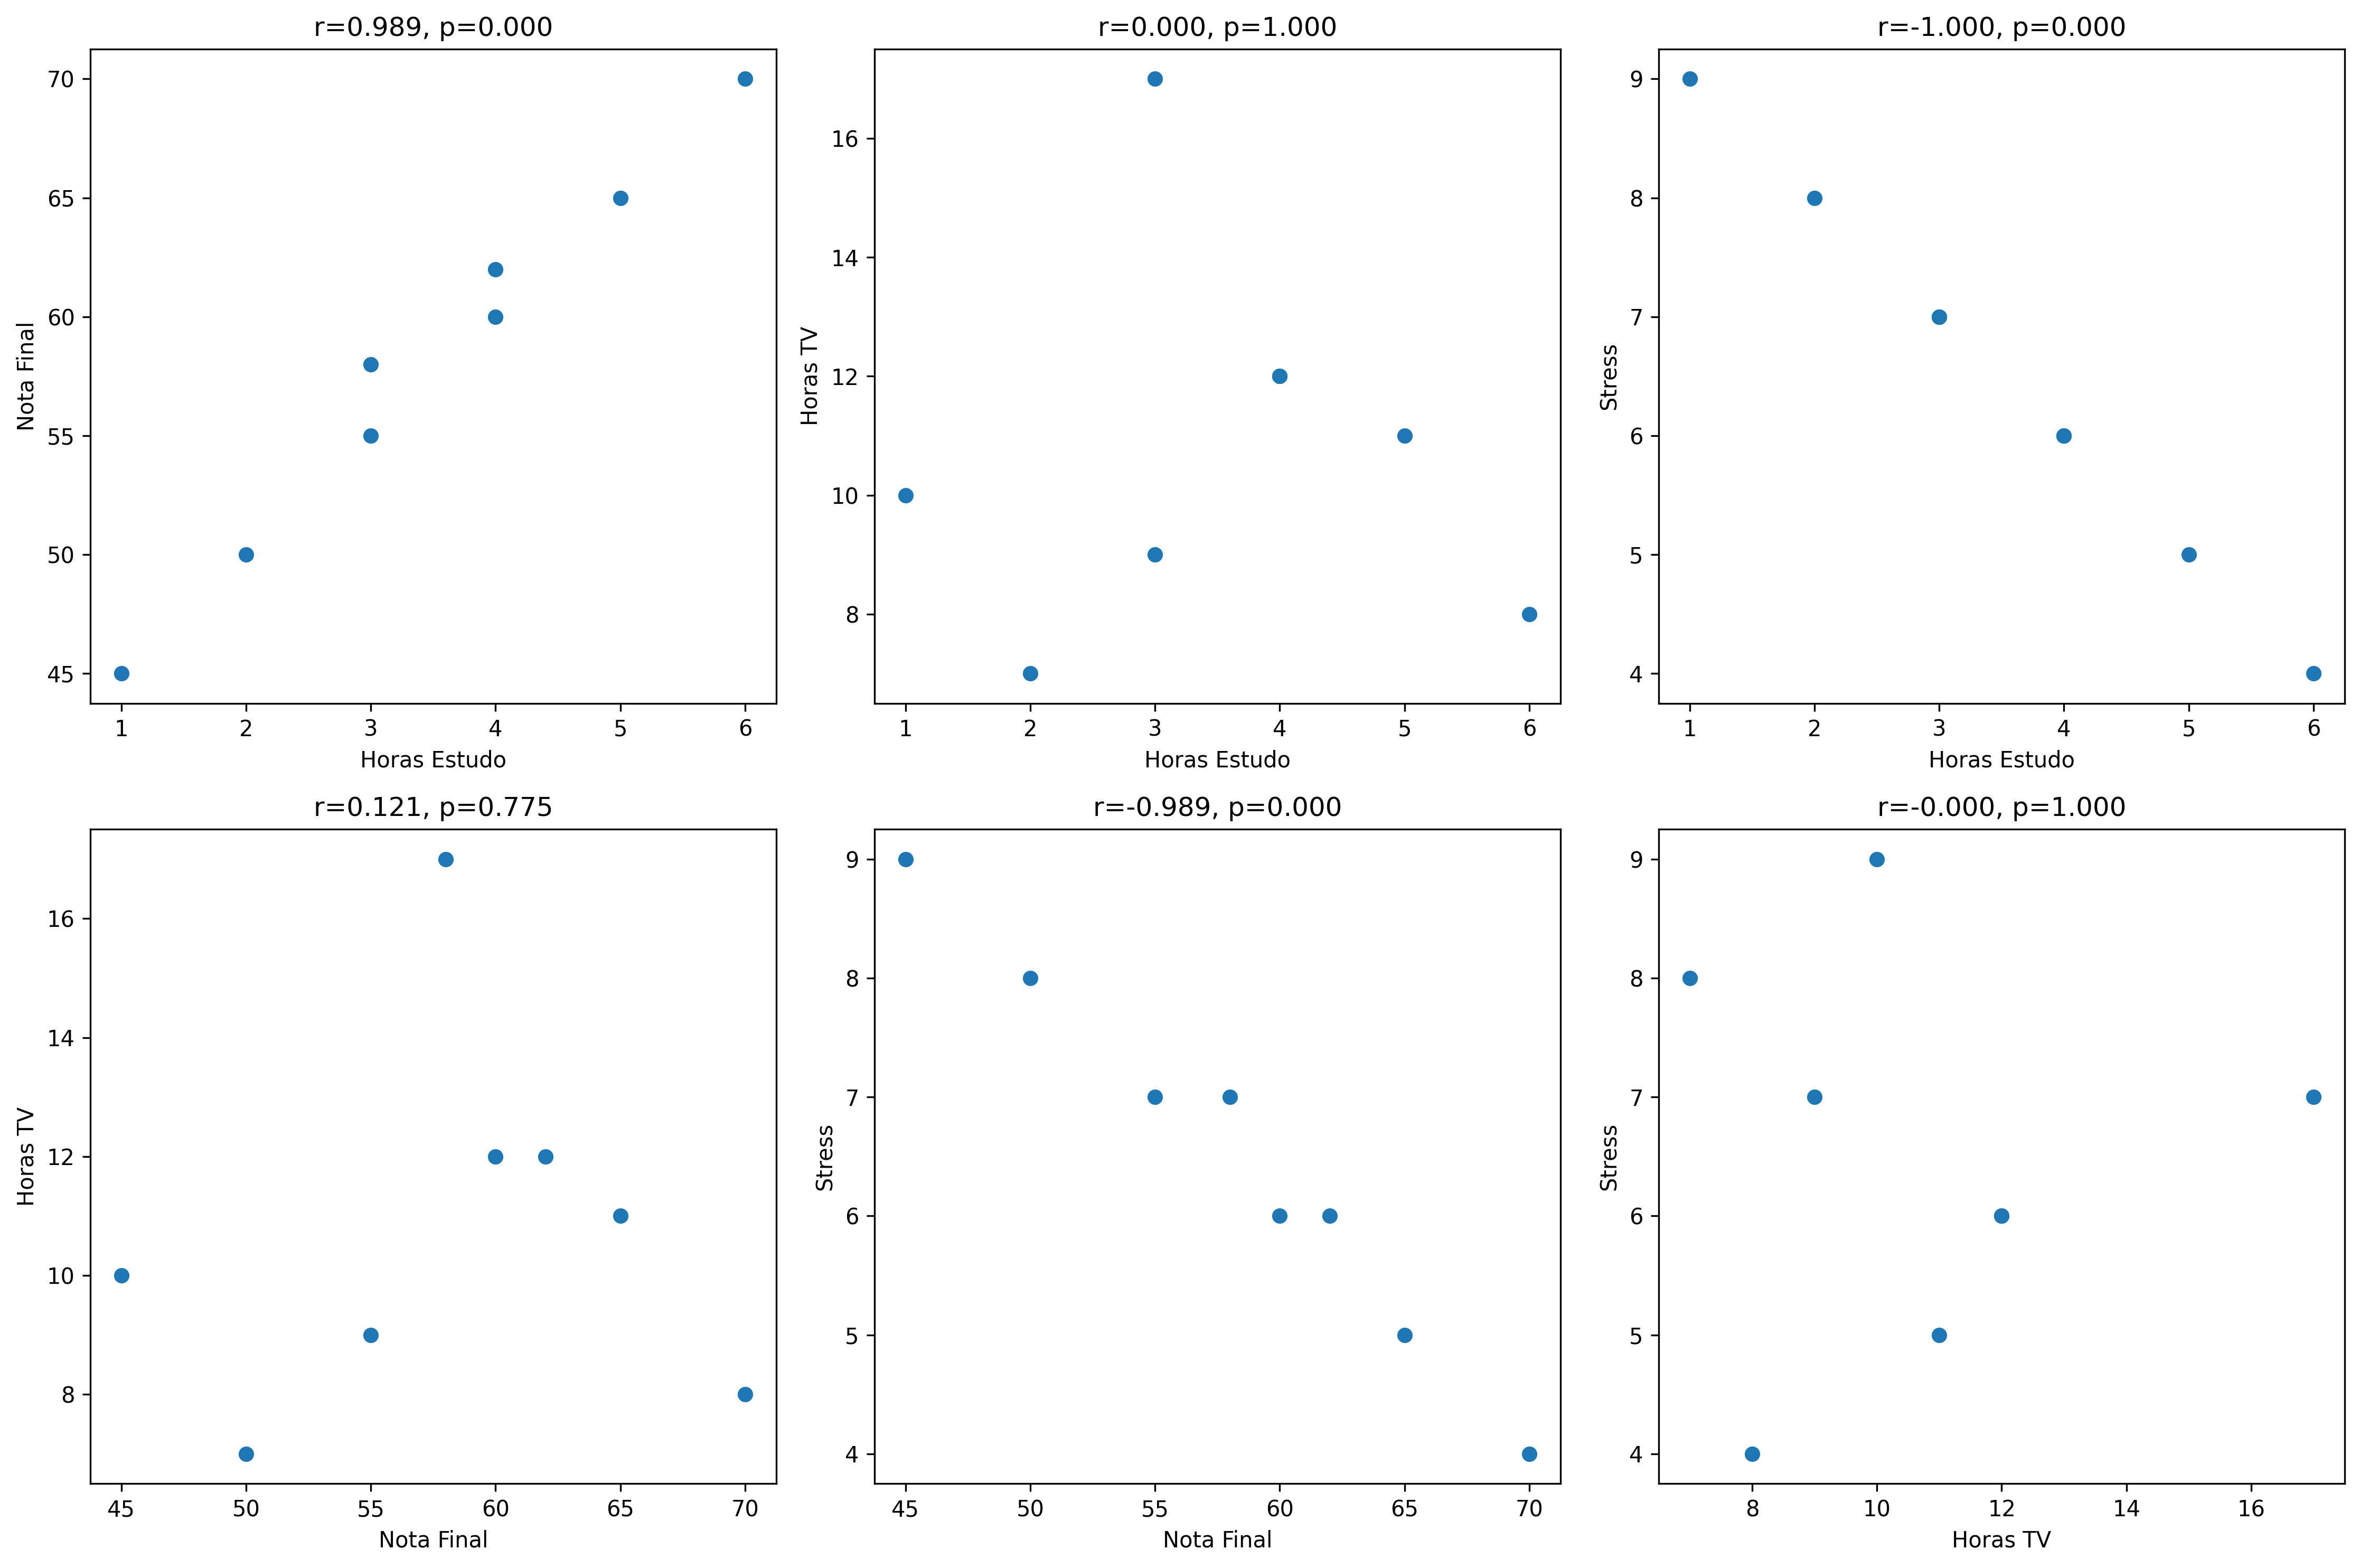 r=0.989, p=0.000
70
65
60
55
50
45
Nota Final
1 2 3 4 5 6
Horas Estudo
r=0.000, p=1.000
16
14
12
10
8
Horas TV
1 2 3 4 5 6
Horas Estudo
r=-1.000, p=0.000
9
8
7
6
5
4
Stress
1 2 3 4 5 6
Horas Estudo
r=0.121, p=0.775
16
14
12
10
8
Horas TV
45 50 55 60 65 70
Nota Final
r=-0.989, p=0.000
9
8
7
6
5
4
Stress
45 50 55 60 65 70
Nota Final
r=-0.000, p=1.000
9
8
7
6
5
4
Stress
8 10 12 14 16
Horas TV